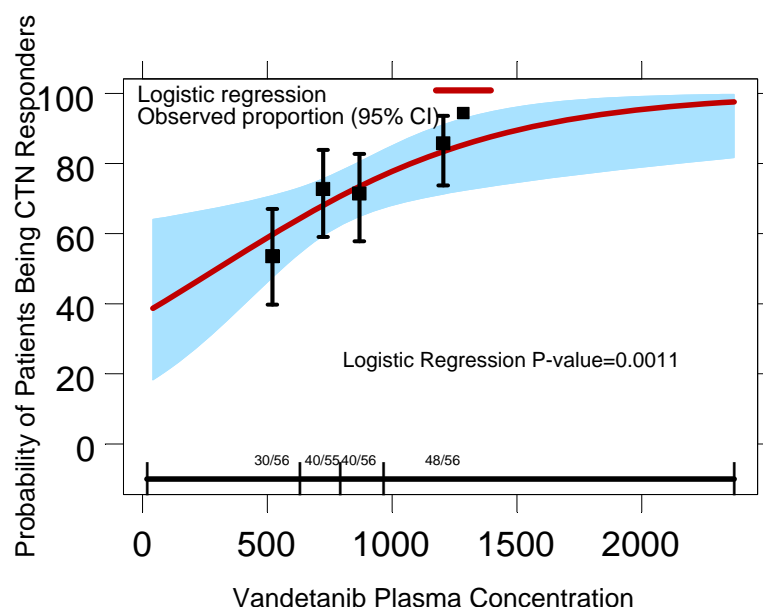 Probability of Patients Being CTN Responders
Logistic regression
Observed proportion (95% CI)
100
80
60
40
20
0
Logistic Regression P-value=0.0011
30/56 40/55 40/56 48/56
0 500 1000 1500 2000
Vandetanib Plasma Concentration